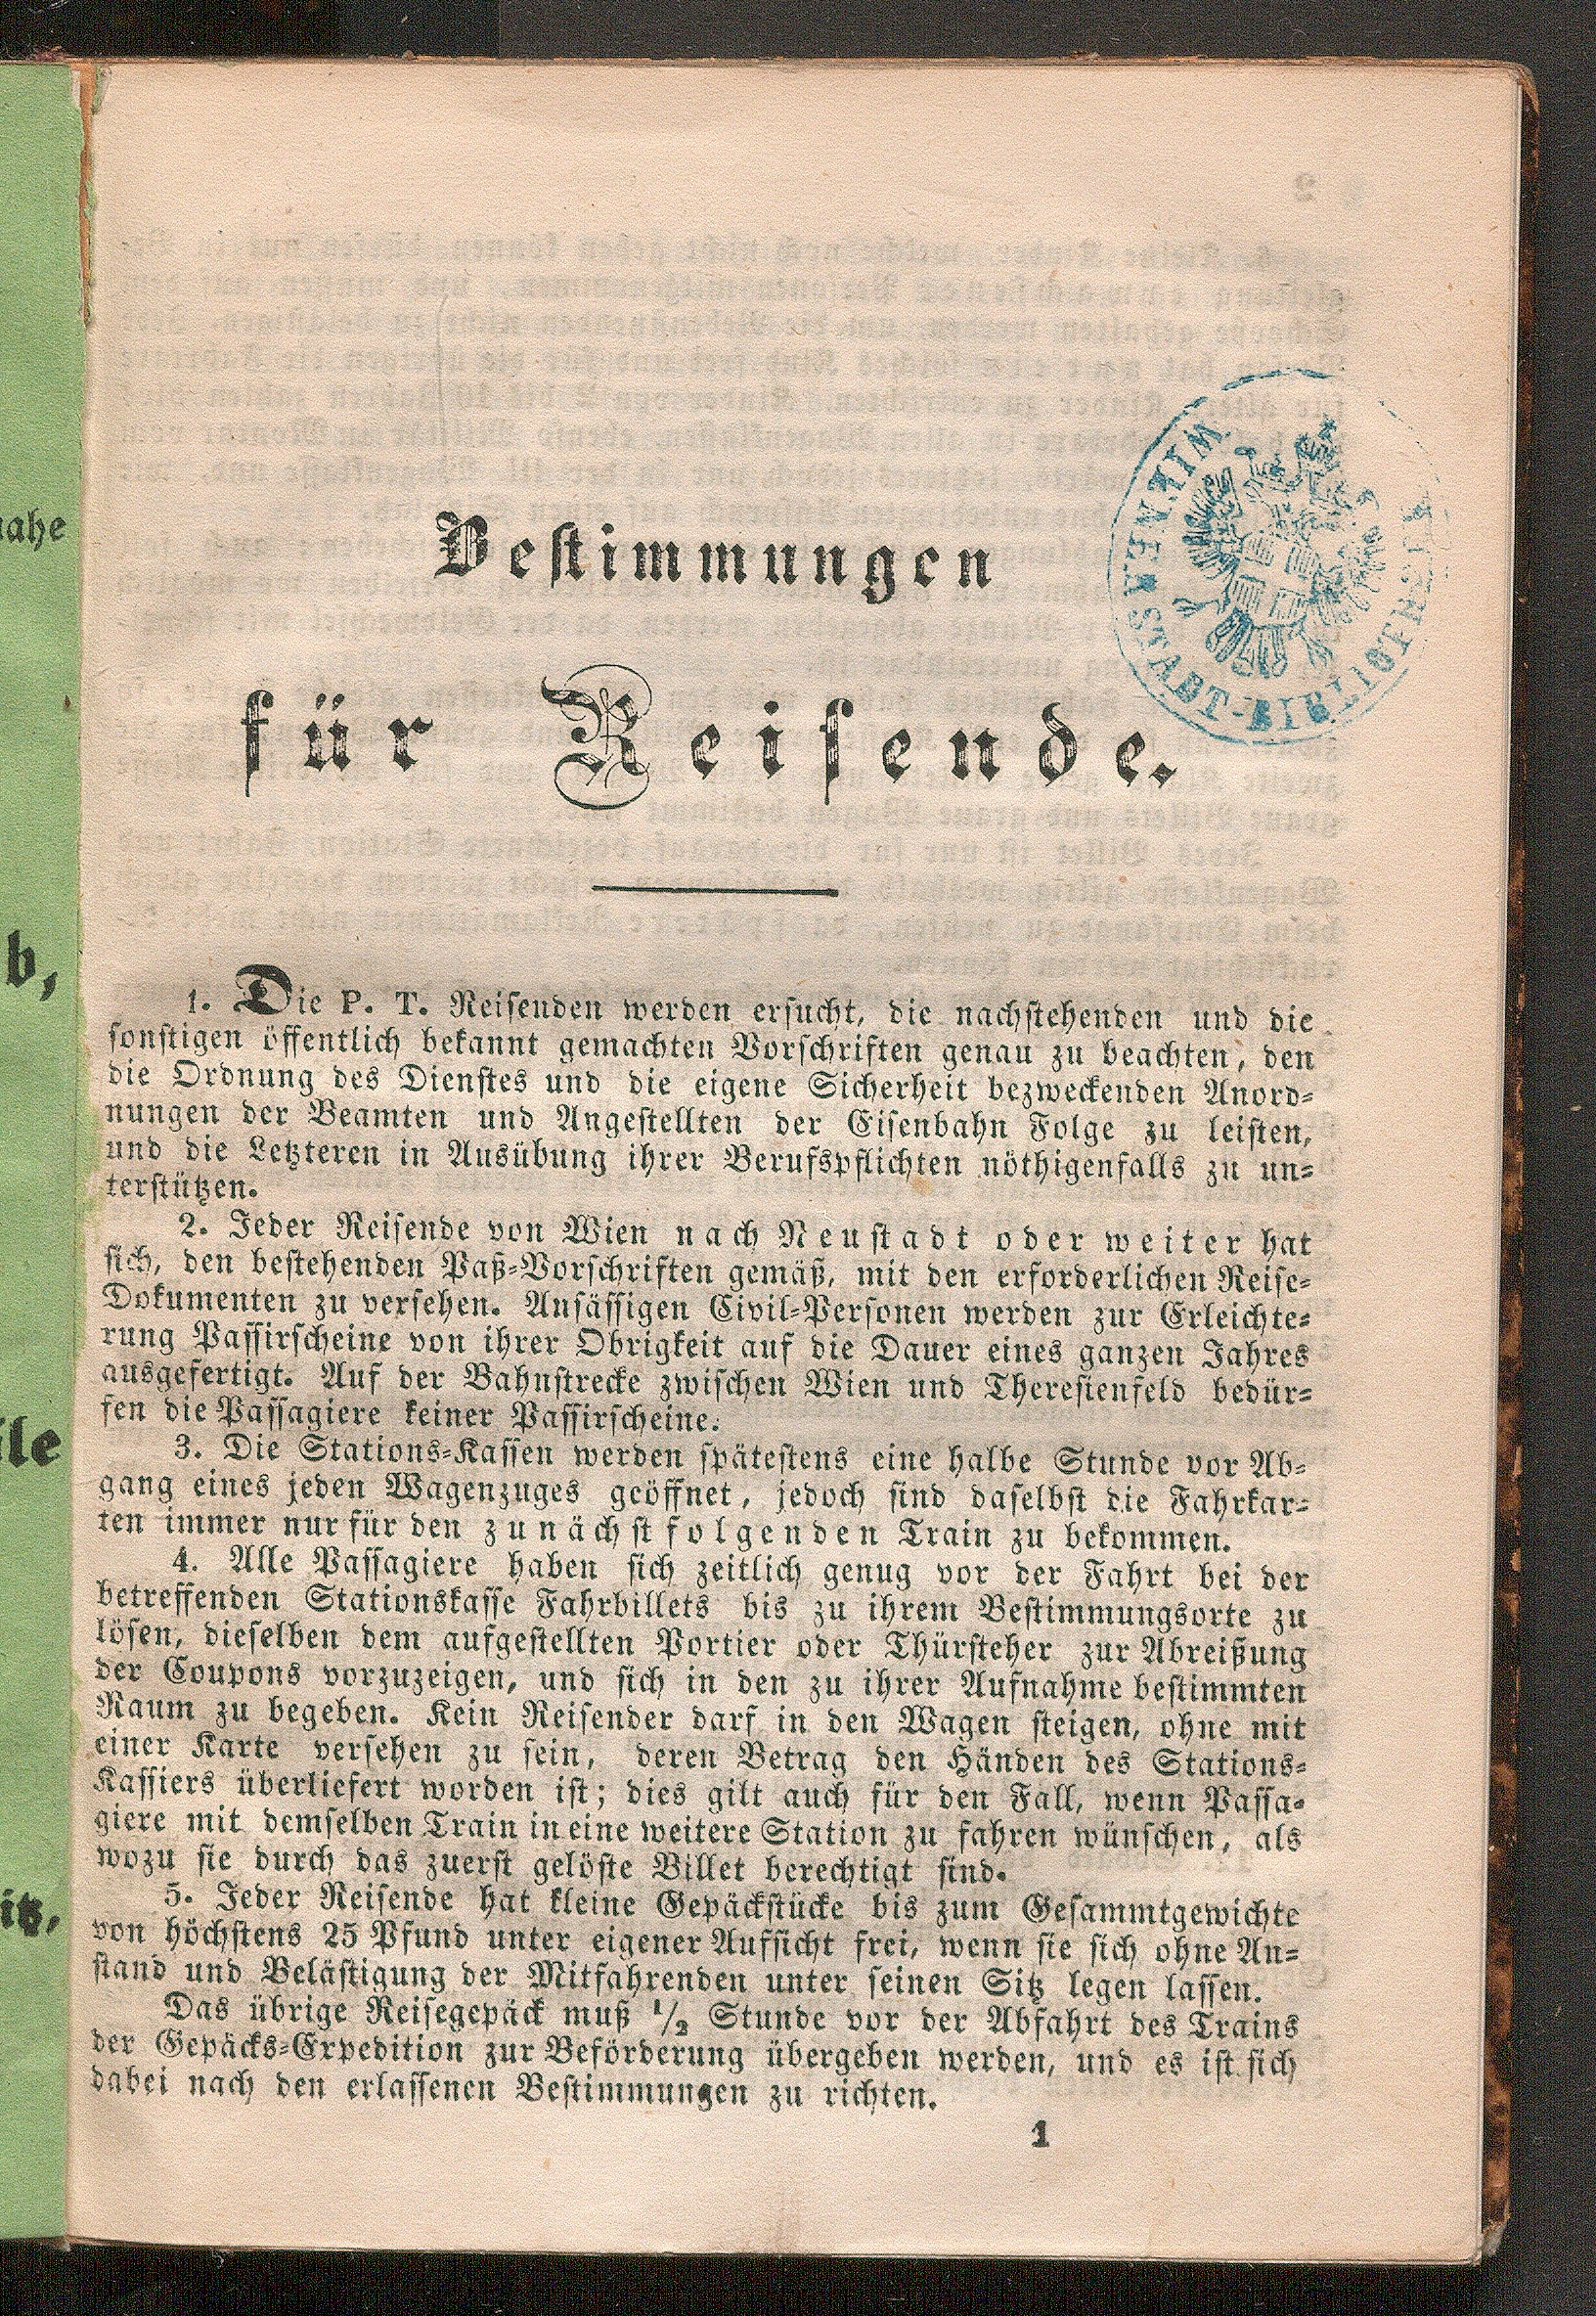 nahe
b,
ile
itz,
WIENER STADT-BIBLIOTHEK
Bestimmungen
für Reisende.
1. Die P. T. Reisenden werden ersucht, die nachstehenden und die
sonstigen öffentlich bekannt gemachten Vorschriften genau zu beachten, den
die Ordnung des Dienstes und die eigene Sicherheit bezweckenden Anord-
nungen der Beamten und Angestellten der Eisenbahn Folge zu leisten,
und die Letzteren in Ausübung ihrer Berufspflichten nöthigenfalls zu un-
terstützen.
2. Jeder Reisende von Wien nach Neustadt oder weiter hat
sich, den bestehenden Paß-Vorschriften gemäß, mit den erforderlichen Reise-
Dokumenten zu versehen. Ansässigen Civil-Personen werden zur Erleichte-
rung Passirscheine von ihrer Obrigkeit auf die Dauer eines ganzen Jahres
ausgefertigt. Auf der Bahnstrecke zwischen Wien und Theresienfeld bedür-
fen die Passagiere keiner Passirscheine.
3. Die Stations-Kassen werden spätestens eine halbe Stunde vor Ab-
gang eines jeden Wagenzuges geöffnet, jedoch sind daselbst die Fahrkar-
ten immer nur für den zunächst folgenden Train zu bekommen.
4. Alle Passagiere haben sich zeitlich genug vor der Fahrt bei der
betreffenden Stationskasse Fahrbillets bis zu ihrem Bestimmungsorte zu
lösen, dieselben dem aufgestellten Portier oder Thürsteher zur Abreißung
der Coupons vorzuzeigen, und sich in den zu ihrer Aufnahme bestimmten
Raum zu begeben. Kein Reisender darf in den Wagen steigen, ohne mit
einer Karte versehen zu sein, deren Betrag den Händen des Stations-
Kassiers überliefert worden ist; dies gilt auch für den Fall, wenn Passa-
giere mit demselben Train in eine weitere Station zu fahren wünschen, als
wozu sie durch das zuerst gelöste Billet berechtigt sind.
5. Jeder Reisende hat kleine Gepäckstücke bis zum Gesammtgewichte
von höchstens 25 Pfund unter eigener Aufsicht frei, wenn sie sich ohne An-
stand und Belästigung der Mitfahrenden unter seinen Sitz legen lassen.
Das übrige Reisegepäck muß 1/2 Stunde vor der Abfahrt des Trains
der Gepäcks-Expedition zur Beförderung übergeben werden, und es ist sich
dabei nach den erlassenen Bestimmungen zu richten.
1